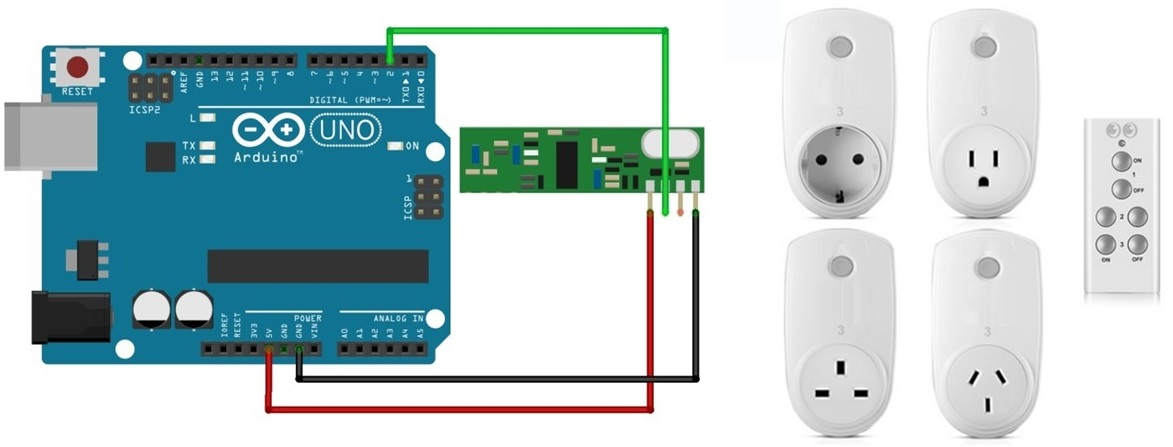 RESET
ICSP2
AREF
GND
13
12
~11
~10
~9
8
7
~6
~5
4
~3
2
TX0▶1
RX0◀0
DIGITAL (PWM=~)
L
TX
RX
UNO
Arduino™
ON
1
ICSP
IOREF
RESET
3V3
5V
GND
GND
VIN
POWER
ANALOG IN
A0
A1
A2
A3
A4
A5
3
3
3
3
ON
1
OFF
2
3
ON OFF